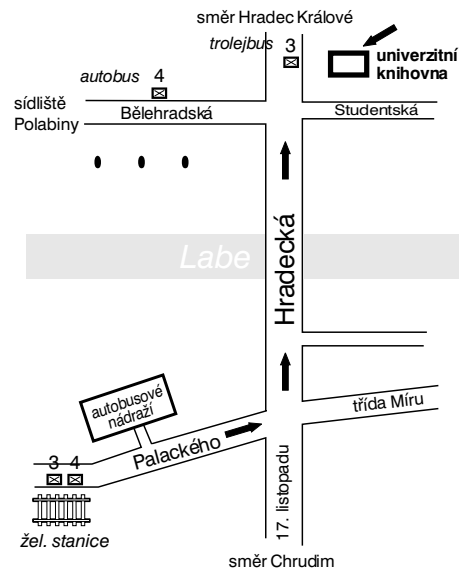 směr Hradec Králové
trolejbus 3
univerzitní
knihovna
autobus 4
sídliště
Polabiny
Bělehradská
Studentská
Labe
Hradecká
autobusové
nádraží
třída Míru
Palackého
3 4
17. listopadu
žel. stanice
směr Chrudim